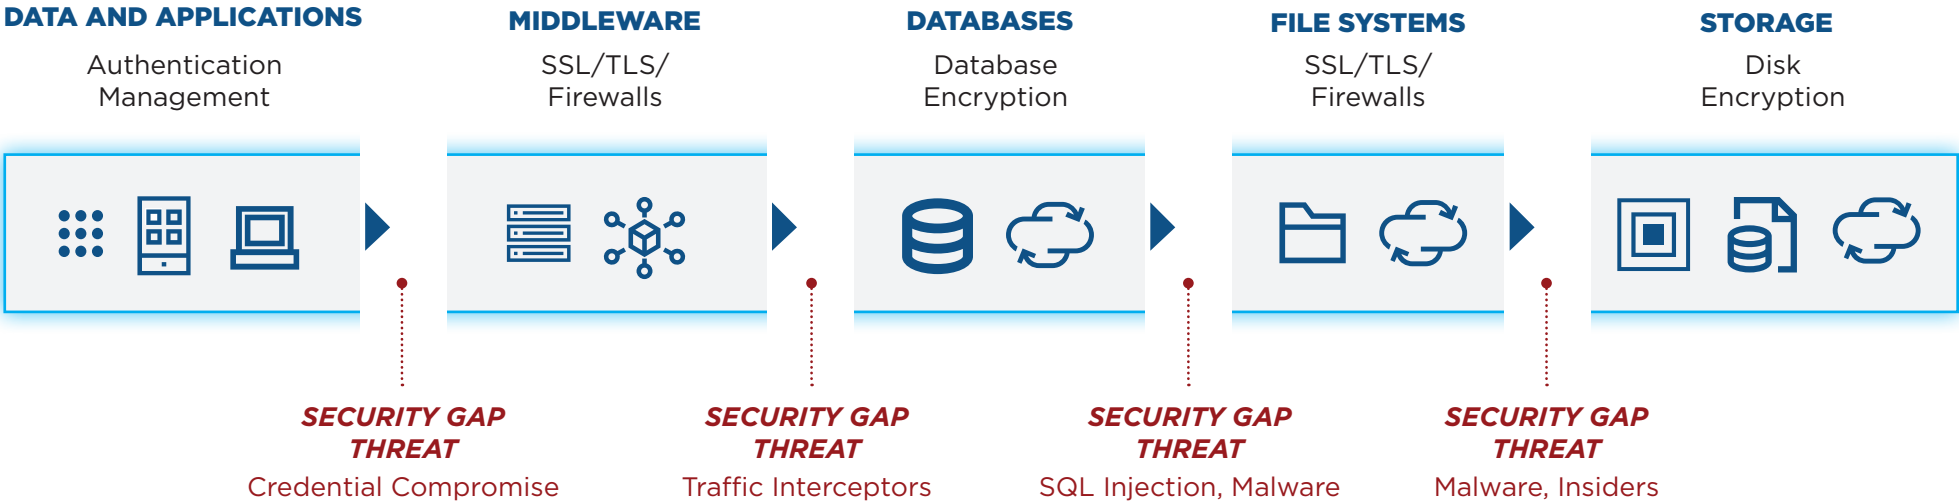 DATA AND APPLICATIONS
Authentication
Management
MIDDLEWARE
SSL/TLS/
Firewalls
DATABASES
Database
Encryption
FILE SYSTEMS
SSL/TLS/
Firewalls
STORAGE
Disk
Encryption
SECURITY GAP
THREAT
Credential Compromise
SECURITY GAP
THREAT
Traffic Interceptors
SECURITY GAP
THREAT
SQL Injection, Malware
SECURITY GAP
THREAT
Malware, Insiders